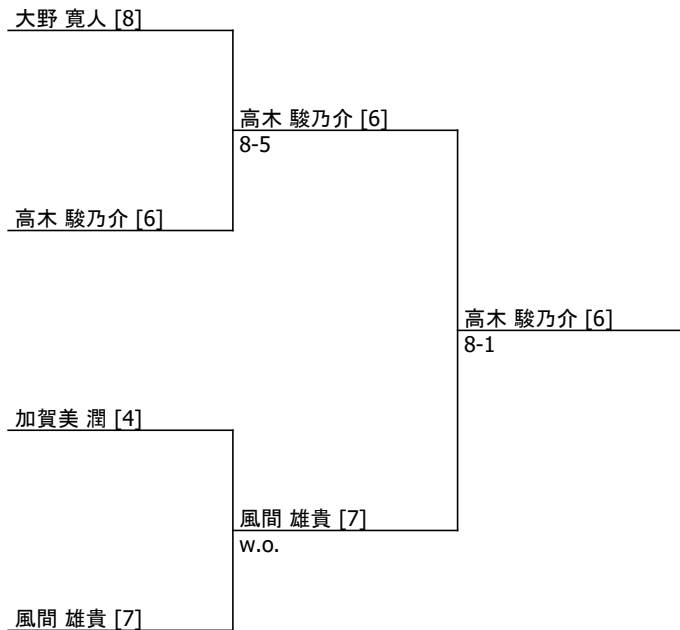 大野 寛人 [8]
高木 駿乃介 [6]
8-5
高木 駿乃介 [6]
高木 駿乃介 [6]
8-1
加賀美 潤 [4]
風間 雄貴 [7]
w.o.
風間 雄貴 [7]